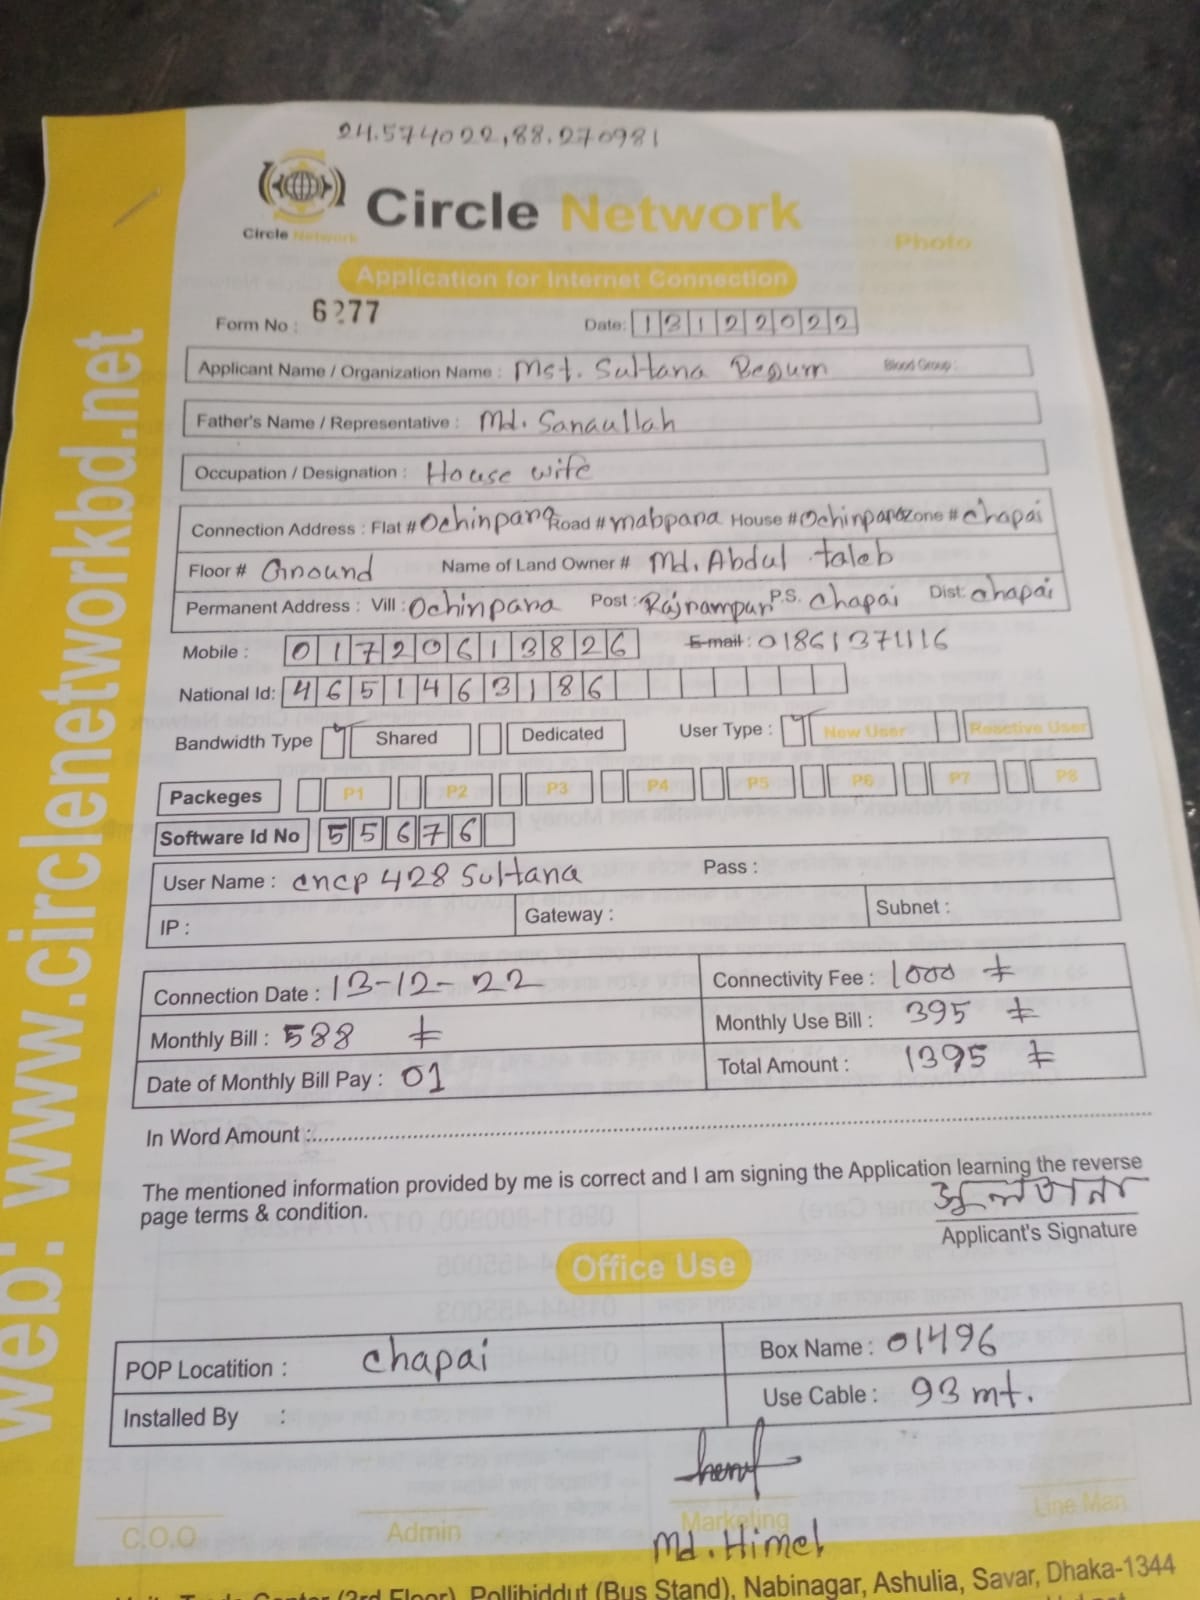 24.574022,88.270981
Circle Network
Circle Network
Photo
Application for Internet Connection
Form No : 6277
Date: 13122022
Applicant Name / Organization Name : Mst. Sultana Begum Blood Group :
Father's Name / Representative : Md. Sanaullah
Occupation / Designation : House wife
Connection Address : Flat # Ochinpara Road # mabpara House # Ochinpara Zone # Chapai
Floor # Ground Name of Land Owner # Md. Abdul taleb
Permanent Address : Vill : Ochinpara Post : Rajrampur P.S. Chapai Dist: Chapai
Mobile : 01720613826 E-mail : 01861371116
National Id: 4651463186
Bandwidth Type Shared Dedicated User Type : New User Reactive User
Packeges P1 P2 P3 P4 P5 P6 P7 P8
Software Id No 55676
User Name : cncp428 Sultana Pass :
IP : Gateway : Subnet :
Connection Date : 13-12-22 Connectivity Fee : 1000
Monthly Bill : 588 Monthly Use Bill : 395
Date of Monthly Bill Pay : 01 Total Amount : 1395
In Word Amount :
The mentioned information provided by me is correct and I am signing the Application learning the reverse
page terms & condition.
সুলতানা
Applicant's Signature
Office Use
POP Locatition : Chapai Box Name : 01496
Installed By : Use Cable : 93 mt.
C.O.O Admin Marketing Line Man
Md. Himel
(3rd Floor), Pollibiddut (Bus Stand), Nabinagar, Ashulia, Savar, Dhaka-1344
web: www.circlenetworkbd.net